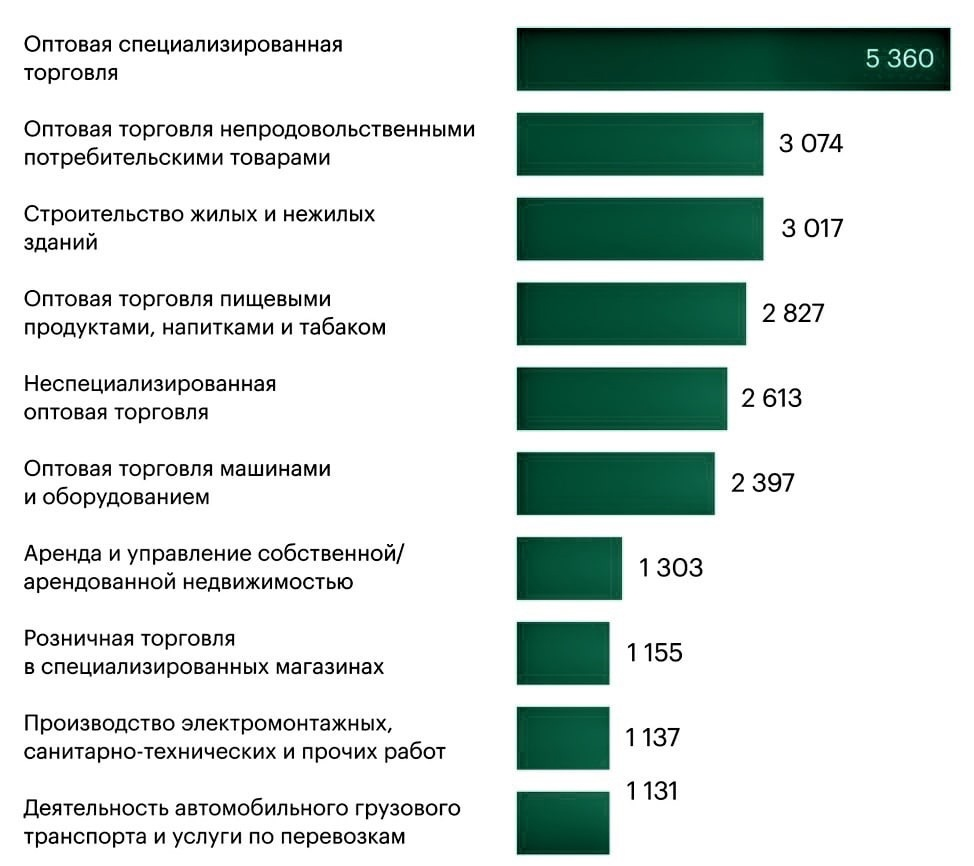 Оптовая специализированная
торговля
5 360
Оптовая торговля непродовольственными
потребительскими товарами
3 074
Строительство жилых и нежилых
зданий
3 017
Оптовая торговля пищевыми
продуктами, напитками и табаком
2 827
Неспециализированная
оптовая торговля
2 613
Оптовая торговля машинами
и оборудованием
2 397
Аренда и управление собственной/
арендованной недвижимостью
1 303
Розничная торговля
в специализированных магазинах
1 155
Производство электромонтажных,
санитарно-технических и прочих работ
1 137
Деятельность автомобильного грузового
транспорта и услуги по перевозкам
1 131